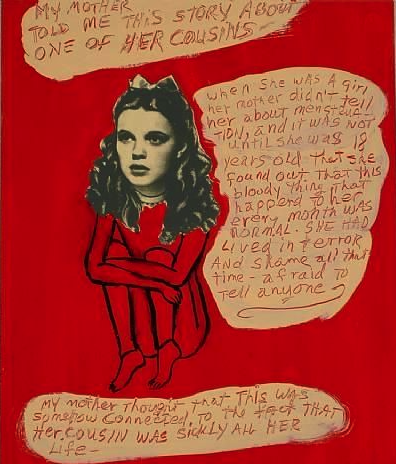 MY MOTHER
TOLD ME THIS STORY ABOUT
ONE OF HER COUSINS –
when She was A girl
her mother didn't tell
her about menstrua-
TION, and iT WAS NOT
until she was 18
years old that she
found out That this
bloody Thing That
happend to her
every month was
NORMAL. SHE HAD
LIVED in Terror
AND Shame all that
time – afraid to
Tell anyone
MY mother Thought that This was
somehow connected To the fact THAT
Her COUSIN WAS SICKLY ALL HER
Life –